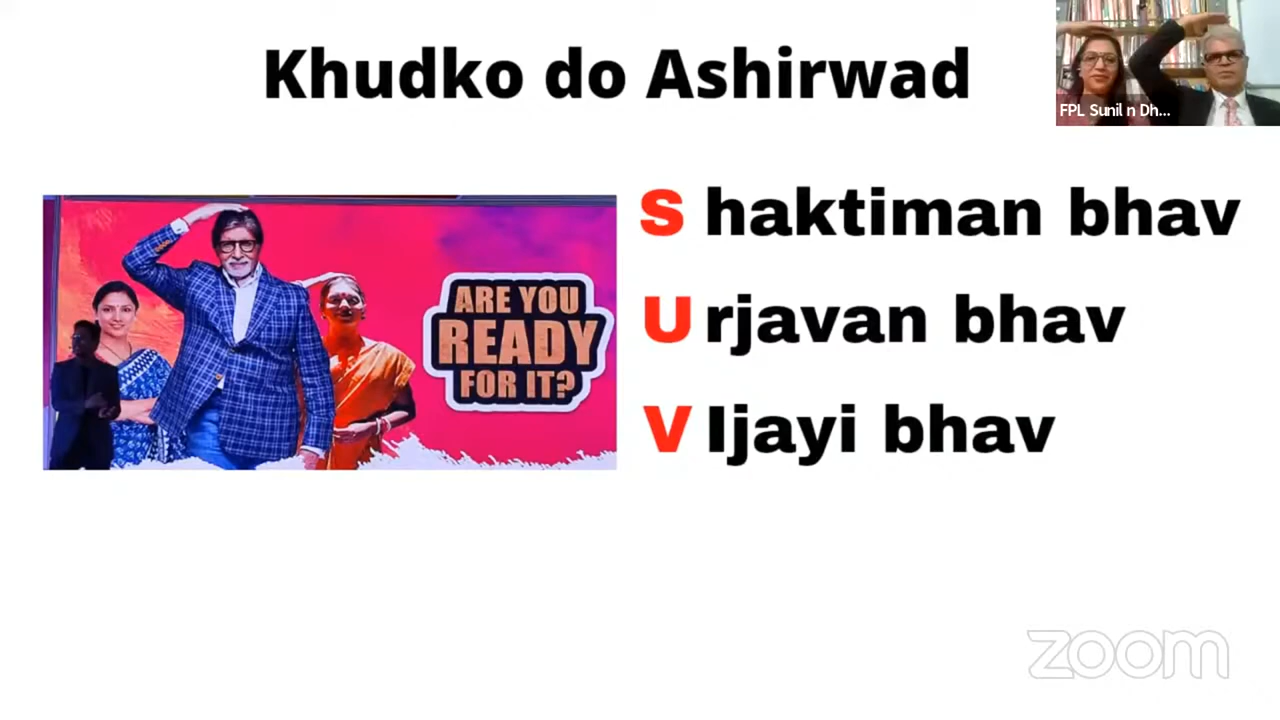 Khudko do Ashirwad
FPL Sunil n Dh...
S haktiman bhav
ARE YOU
READY
FOR IT?
U rjavan bhav
V Ijayi bhav
zoom